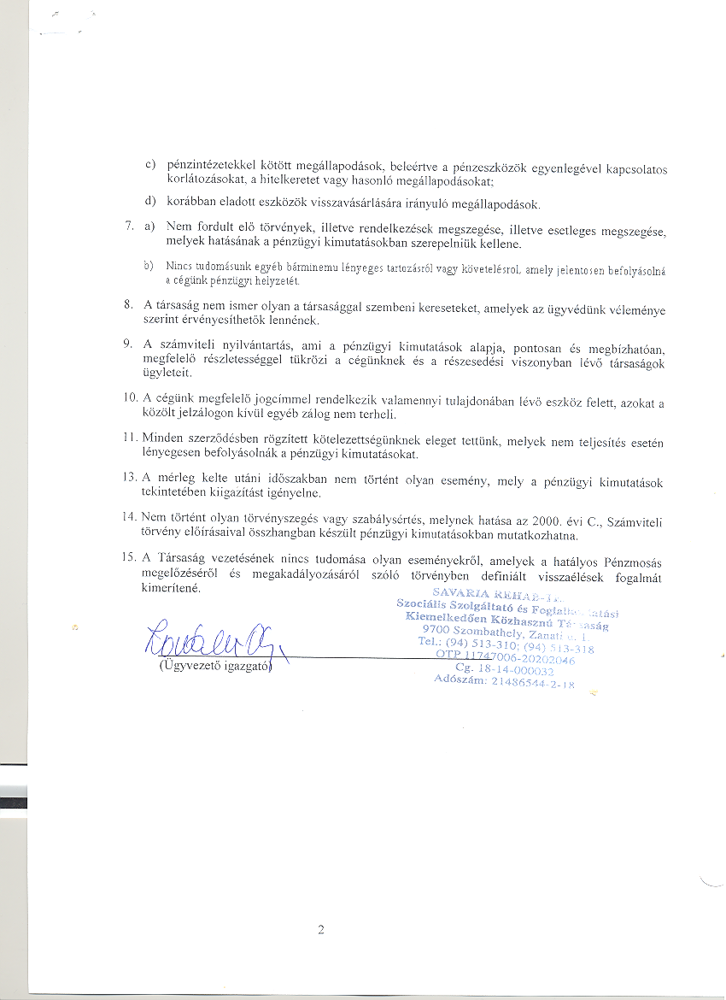 c) pénzintézetekkel kötött megállapodások, beleértve a pénzeszközök egyenlegével kapcsolatos
korlátozásokat, a hitelkeretet vagy hasonló megállapodásokat;
d) korábban eladott eszközök visszavásárlására irányuló megállapodások.
7. a) Nem fordult elő törvények, illetve rendelkezések megszegése, illetve esetleges megszegése,
melyek hatásának a pénzügyi kimutatásokban szerepelniük kellene.
b) Nincs tudomásunk egyéb bárminemu lényeges tartozásról vagy követelésrol, amely jelentosen befolyásolná
a cégünk pénzügyi helyzetét.
8. A társaság nem ismer olyan a társasággal szembeni kereseteket, amelyek az ügyvédünk véleménye
szerint érvényesíthetők lennének.
9. A számviteli nyilvántartás, ami a pénzügyi kimutatások alapja, pontosan és megbízhatóan,
megfelelő részletességgel tükrözi a cégünknek és a részesedési viszonyban lévő társaságok
ügyleteit.
10. A cégünk megfelelő jogcímmel rendelkezik valamennyi tulajdonában lévő eszköz felett, azokat a
közölt jelzálogon kívül egyéb zálog nem terheli.
11. Minden szerződésben rögzített kötelezettségünknek eleget tettünk, melyek nem teljesítés esetén
lényegesen befolyásolnák a pénzügyi kimutatásokat.
13. A mérleg kelte utáni időszakban nem történt olyan esemény, mely a pénzügyi kimutatások
tekintetében kiigazítást igényelne.
14. Nem történt olyan törvényszegés vagy szabálysértés, melynek hatása az 2000. évi C., Számviteli
törvény előírásaival összhangban készült pénzügyi kimutatásokban mutatkozhatna.
15. A Társaság vezetésének nincs tudomása olyan eseményekről, amelyek a hatályos Pénzmosás
megelőzéséről és megakadályozásáról szóló törvényben definiált visszaélések fogalmát
kimerítené.
SAVARIA REHAB-
Szociális Szolgáltató és
Kiemelkedően Közhasznú
9700 Szombathely, Zanati u. 1.
Tel.: (94) 513-310; (94) 513-318
OTP 11747006-20202046
Cg. 18-14-000032
Adószám: 21486544-2-18
(Ügyvezető igazgató)
2